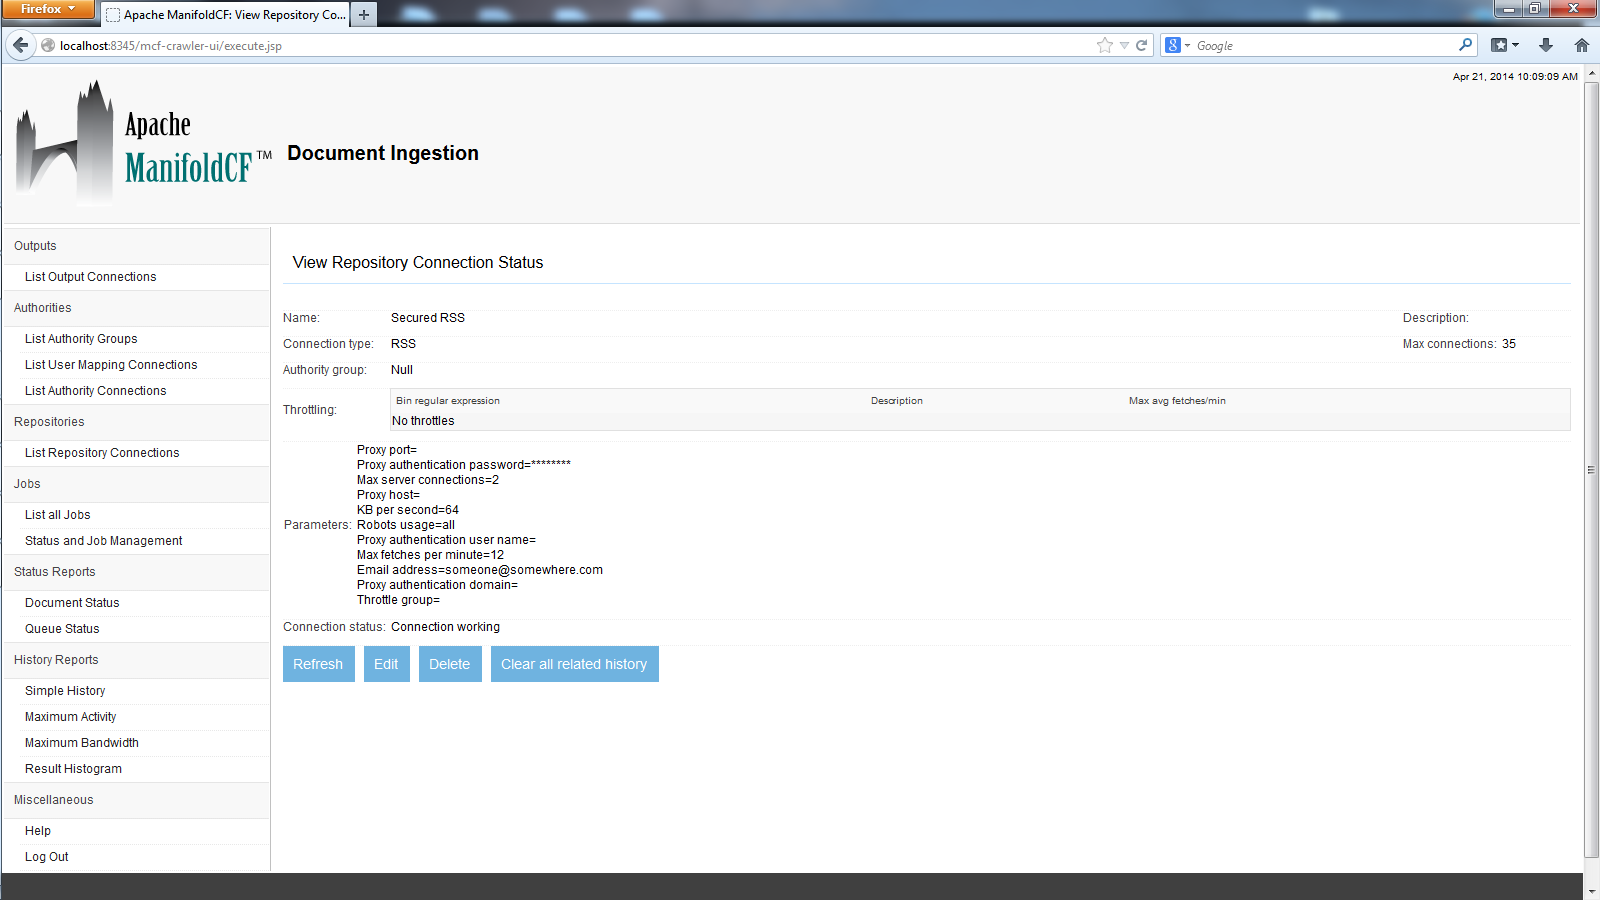 Firefox
Apache ManifoldCF: View Repository Co...
localhost:8345/mcf-crawler-ui/execute.jsp
Google
Apr 21, 2014 10:09:09 AM
Apache
ManifoldCF™
Document Ingestion
Outputs
List Output Connections
Authorities
List Authority Groups
List User Mapping Connections
List Authority Connections
Repositories
List Repository Connections
Jobs
List all Jobs
Status and Job Management
Status Reports
Document Status
Queue Status
History Reports
Simple History
Maximum Activity
Maximum Bandwidth
Result Histogram
Miscellaneous
Help
Log Out
View Repository Connection Status
Name: Secured RSS Description:
Connection type: RSS Max connections: 35
Authority group: Null
Throttling:
Bin regular expression Description Max avg fetches/min
No throttles
Parameters:
Proxy port=
Proxy authentication password=********
Max server connections=2
Proxy host=
KB per second=64
Robots usage=all
Proxy authentication user name=
Max fetches per minute=12
Email address=someone@somewhere.com
Proxy authentication domain=
Throttle group=
Connection status: Connection working
Refresh Edit Delete Clear all related history